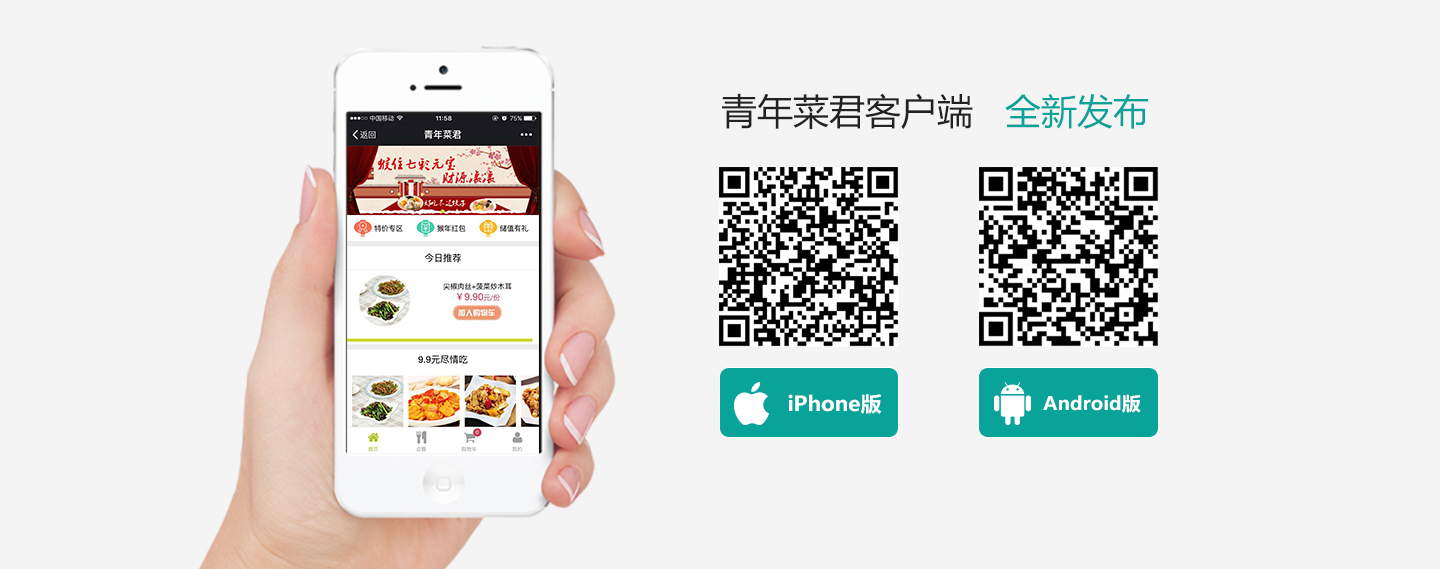 青年菜君客户端 全新发布
iPhone版
Android版
中国移动 11:58 75%
返回 青年菜君
猴住七彩元宝
财源滚滚
特价专区 猴年红包 储值有礼
今日推荐
尖椒肉丝+菠菜炒木耳
¥9.90元/份
加入购物车
9.9元尽情吃
首页 点餐 购物车 0 我的